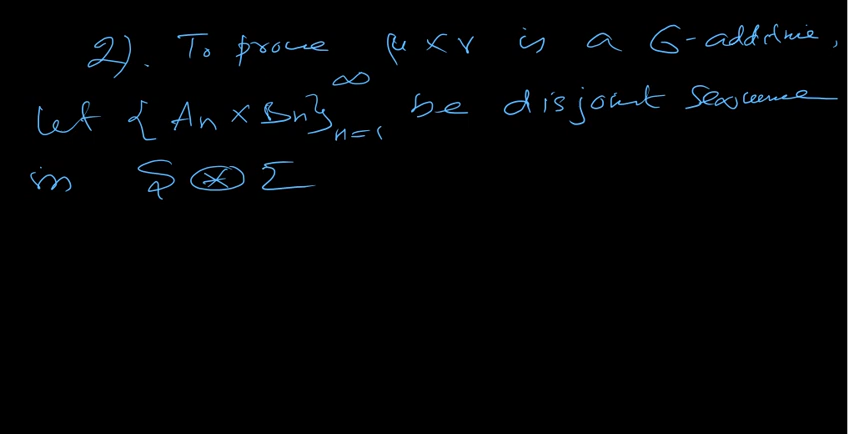 2). To prove μ × ν is a σ-additive,
let {An × Bn}_{n=1}^∞ be disjoint sequence
in S ⊛ Σ